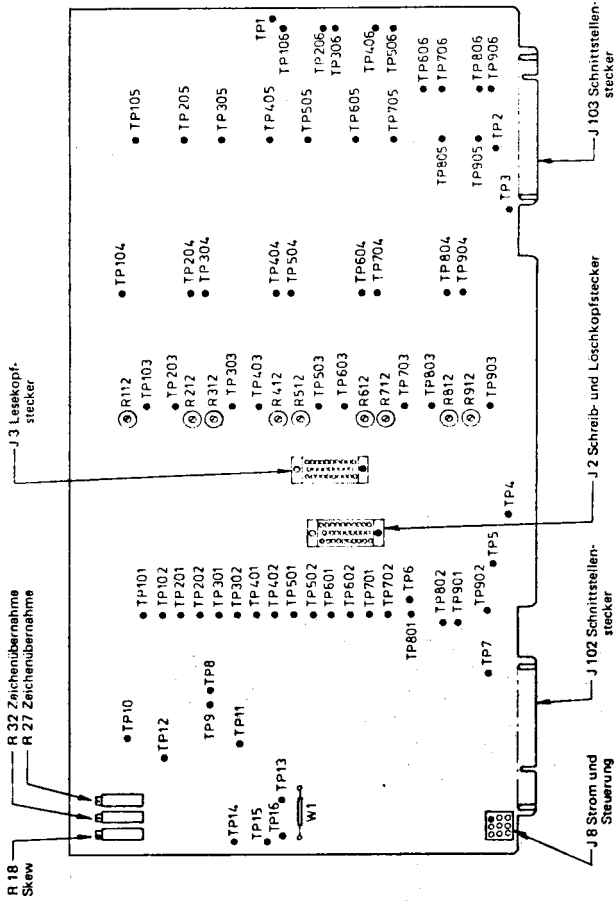 R 18
Skew
R 32 Zeichenübernahme
R 27 Zeichenübernahme
J 3 Lesekopf-
stecker
TP10
TP12
TP9
TP8
TP11
TP14
TP15
TP16
TP13
W1
TP101
TP102
TP201
TP202
TP301
TP302
TP401
TP402
TP501
TP502
TP601
TP602
TP701
TP702
TP801
TP6
TP802
TP901
TP902
TP7
TP5
TP4
R112
TP103
TP203
R212
R312
TP303
TP403
R412
R512
TP503
TP603
R612
R712
TP703
TP803
R812
R912
TP903
TP104
TP204
TP304
TP404
TP504
TP604
TP704
TP804
TP904
TP3
TP105
TP205
TP305
TP405
TP505
TP605
TP705
TP805
TP905
TP2
TP1
TP106
TP206
TP306
TP406
TP506
TP606
TP706
TP806
TP906
J 8 Strom und
Steuerung
J 102 Schnittstellen-
stecker
J 2 Schreib- und Löschkopfstecker
J 103 Schnittstellen-
stecker